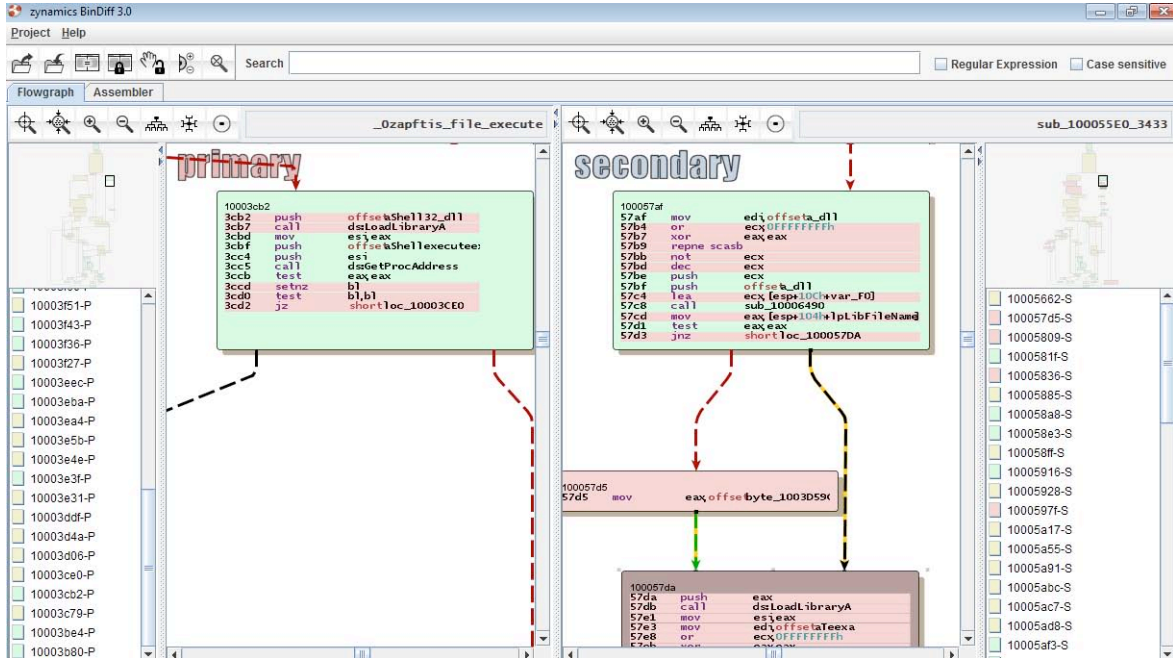 zynamics BinDiff 3.0
Project Help
Search
Regular Expression Case sensitive
Flowgraph Assembler
_0zapftis_file_execute
sub_100055E0_3433
primary
secondary
10003cb2
3cb2 push offset aShell32_dll
3cb7 call ds:LoadLibraryA
3cbd mov esi,eax
3cbf push offset aShellexecuteex
3cc4 push esi
3cc5 call ds:GetProcAddress
3ccb test eax,eax
3ccd setnz bl
3cd0 test bl,bl
3cd2 jz short loc_10003CE0
100057af
57af mov edi,offset a_dll
57b4 or ecx,0FFFFFFFFh
57b7 xor eax,eax
57b9 repne scasb
57bb not ecx
57bd dec ecx
57be push ecx
57bf push offset a_dll
57c4 lea ecx,[esp+10Ch+var_F0]
57c8 call sub_10006490
57cd mov eax,[esp+104h+lpLibFileName]
57d1 test eax,eax
57d3 jnz short loc_100057DA
100057d5
57d5 mov eax,offset byte_1003D59
100057da
57da push eax
57db call ds:LoadLibraryA
57e1 mov esi,eax
57e3 mov edi,offset aTeexa
57e8 or ecx,0FFFFFFFFh
10003f51-P
10003f43-P
10003f36-P
10003f27-P
10003eec-P
10003eba-P
10003ea4-P
10003e5b-P
10003e4e-P
10003e3f-P
10003e31-P
10003ddf-P
10003d4a-P
10003d06-P
10003ce0-P
10003cb2-P
10003c79-P
10003be4-P
10003b80-P
10005662-S
100057d5-S
10005809-S
1000581f-S
10005836-S
10005885-S
100058a8-S
100058e3-S
100058ff-S
10005916-S
10005928-S
1000597f-S
10005a17-S
10005a55-S
10005a91-S
10005abc-S
10005ac7-S
10005ad8-S
10005af3-S